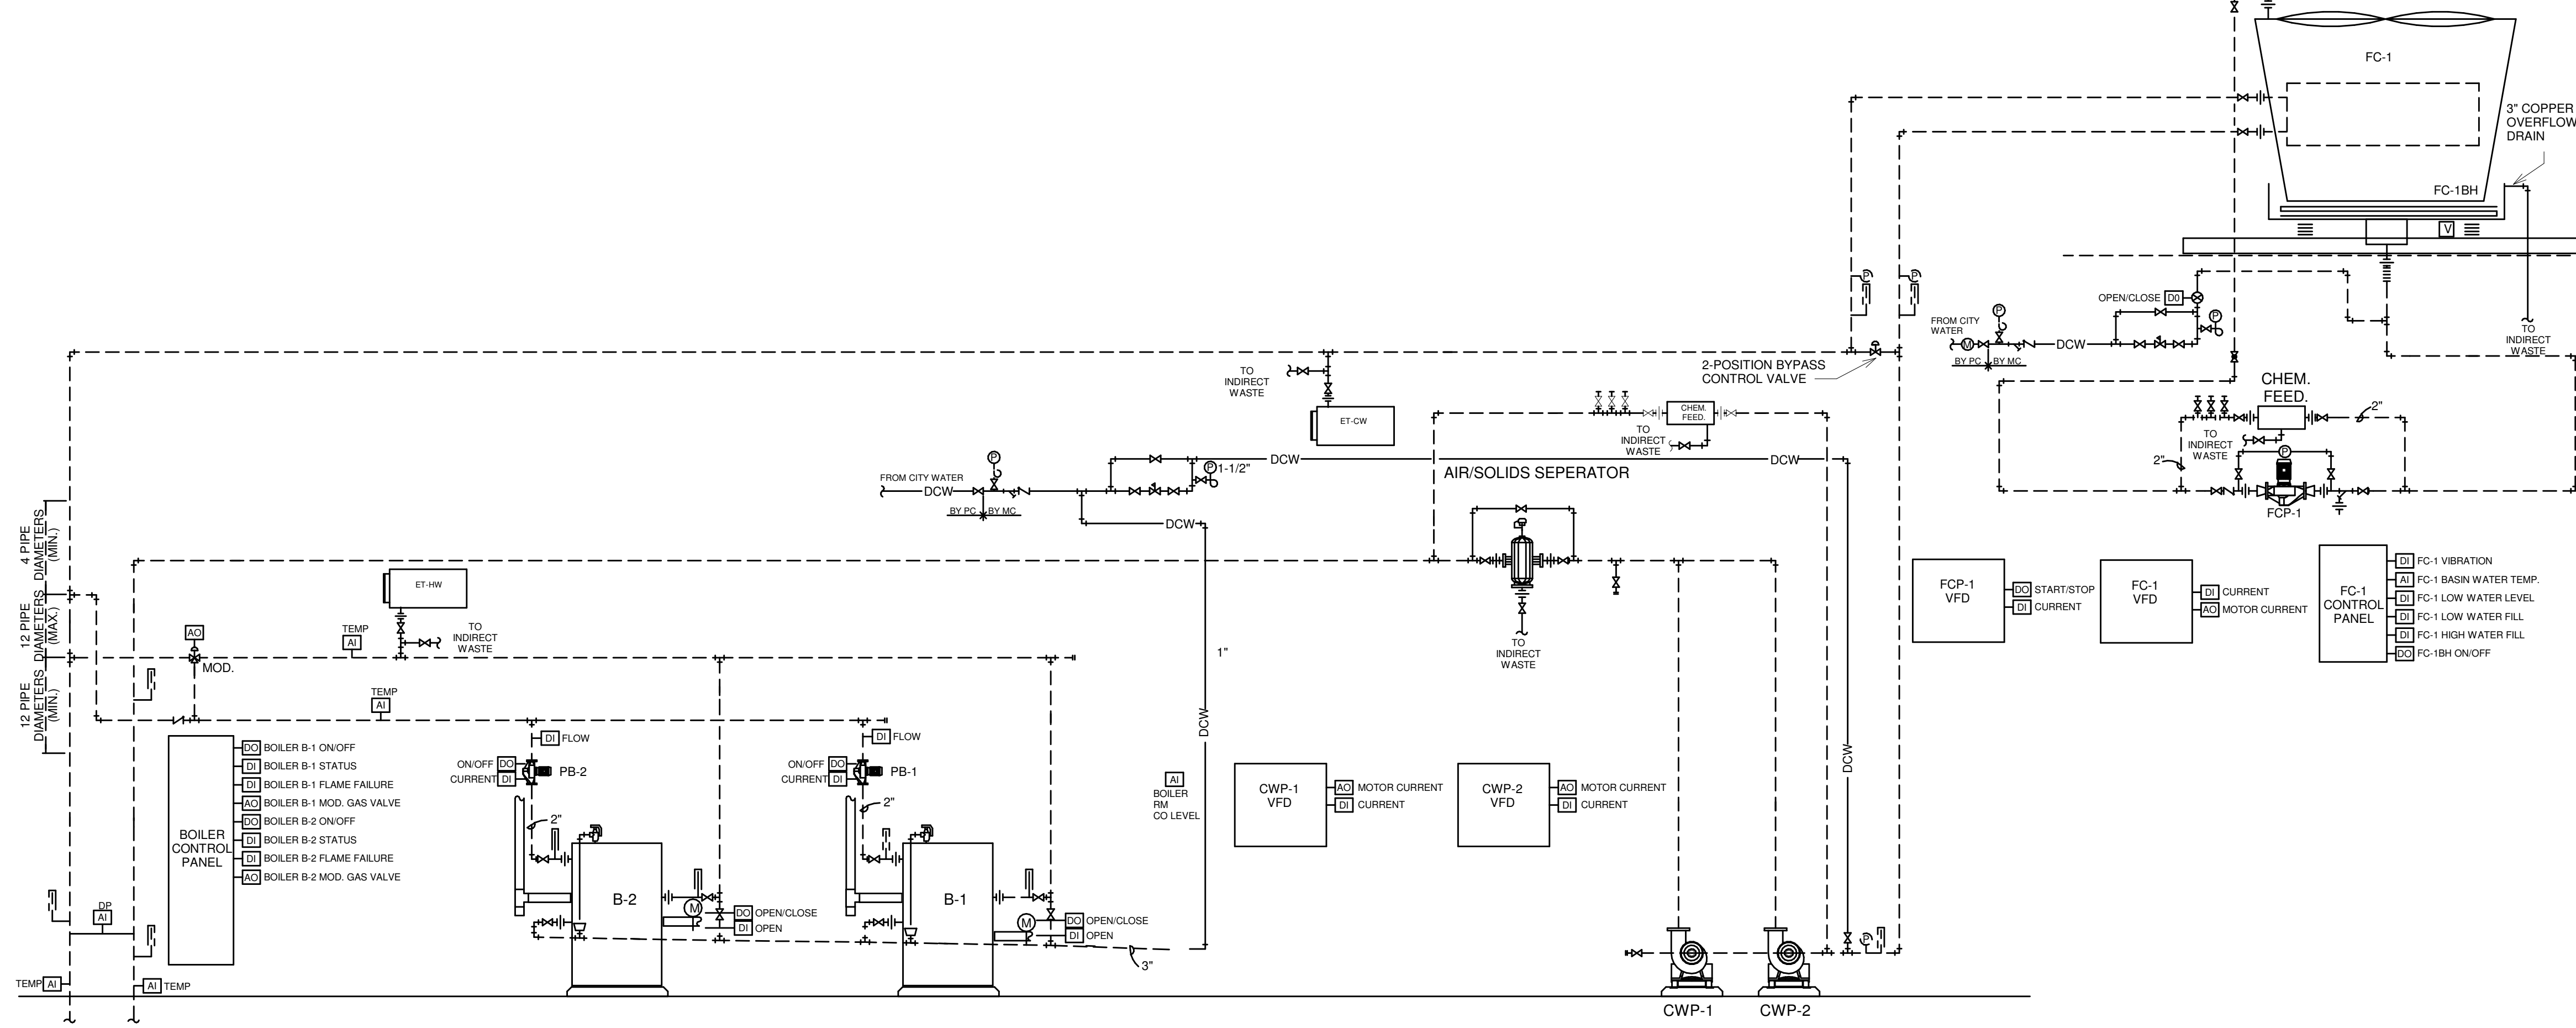 FC-1
3" COPPER
OVERFLOW
DRAIN
FC-1BH
V
P
P
OPEN/CLOSE
D0
P
P
FROM CITY
WATER
M
DCW
BY PC
BY MC
TO
INDIRECT
WASTE
2-POSITION BYPASS
CONTROL VALVE
TO
INDIRECT
WASTE
ET-CW
CHEM.
FEED.
TO
INDIRECT
WASTE
CHEM.
FEED.
2"
TO
INDIRECT
WASTE
2"
P
FCP-1
FROM CITY WATER
DCW
P
BY PC
BY MC
P
1-1/2"
DCW
DCW
DCW
AIR/SOLIDS SEPERATOR
TO
INDIRECT
WASTE
4 PIPE
DIAMETERS
(MIN.)
12 PIPE
DIAMETERS
(MAX.)
12 PIPE
DIAMETERS
(MIN.)
ET-HW
TO
INDIRECT
WASTE
AO
MOD.
TEMP
AI
TEMP
AI
1"
DCW
DCW
FCP-1
VFD
DO START/STOP
DI CURRENT
FC-1
VFD
DI CURRENT
AO MOTOR CURRENT
FC-1
CONTROL
PANEL
DI FC-1 VIBRATION
AI FC-1 BASIN WATER TEMP.
DI FC-1 LOW WATER LEVEL
DI FC-1 LOW WATER FILL
DI FC-1 HIGH WATER FILL
DO FC-1BH ON/OFF
BOILER
CONTROL
PANEL
DO BOILER B-1 ON/OFF
DI BOILER B-1 STATUS
DI BOILER B-1 FLAME FAILURE
AO BOILER B-1 MOD. GAS VALVE
DO BOILER B-2 ON/OFF
DI BOILER B-2 STATUS
DI BOILER B-2 FLAME FAILURE
AO BOILER B-2 MOD. GAS VALVE
DI FLOW
ON/OFF DO
CURRENT DI
PB-2
2"
B-2
M
DO OPEN/CLOSE
DI OPEN
DI FLOW
ON/OFF DO
CURRENT DI
PB-1
2"
B-1
M
DO OPEN/CLOSE
DI OPEN
3"
AI
BOILER
RM
CO LEVEL
CWP-1
VFD
AO MOTOR CURRENT
DI CURRENT
CWP-2
VFD
AO MOTOR CURRENT
DI CURRENT
DP
AI
TEMP AI
AI TEMP
P
CWP-1
CWP-2